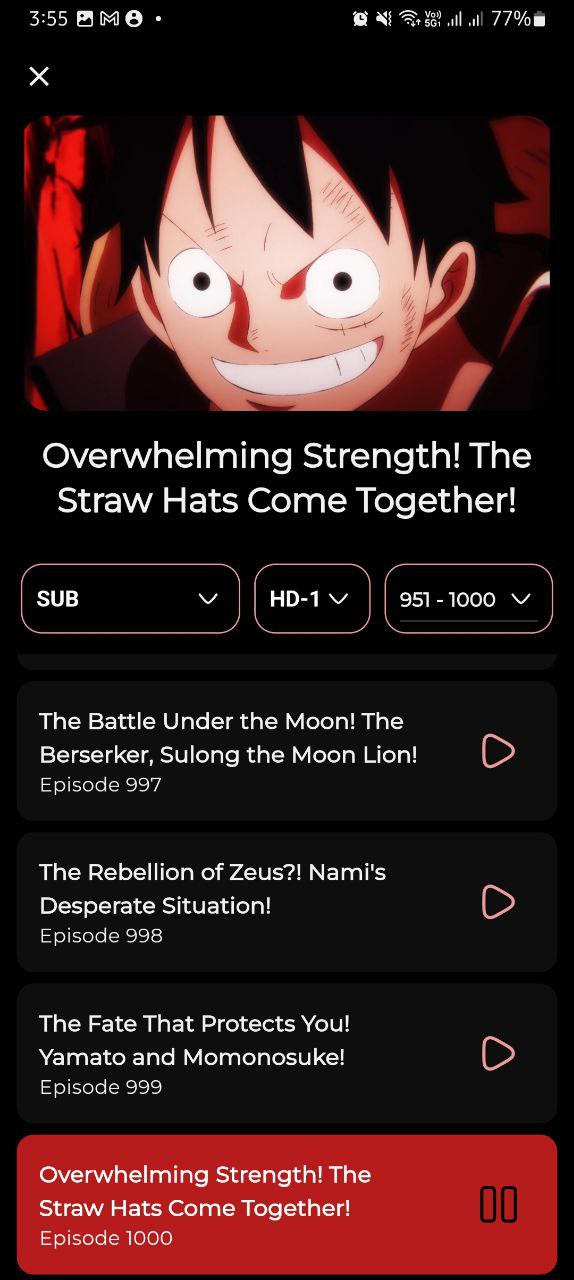 3:55
Vo))
5G↑
77%
Overwhelming Strength! The
Straw Hats Come Together!
SUB
HD-1
951 - 1000
The Battle Under the Moon! The
Berserker, Sulong the Moon Lion!
Episode 997
The Rebellion of Zeus?! Nami's
Desperate Situation!
Episode 998
The Fate That Protects You!
Yamato and Momonosuke!
Episode 999
Overwhelming Strength! The
Straw Hats Come Together!
Episode 1000